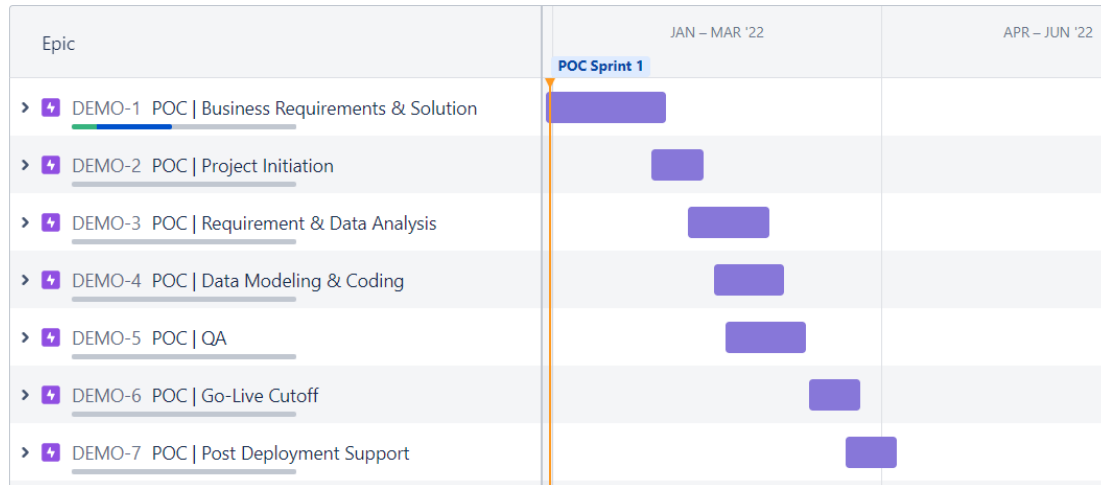 Epic
JAN – MAR '22
APR – JUN '22
POC Sprint 1
DEMO-1 POC | Business Requirements & Solution
DEMO-2 POC | Project Initiation
DEMO-3 POC | Requirement & Data Analysis
DEMO-4 POC | Data Modeling & Coding
DEMO-5 POC | QA
DEMO-6 POC | Go-Live Cutoff
DEMO-7 POC | Post Deployment Support